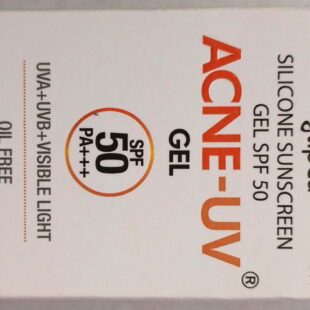 SILICONE SUNSCREEN
GEL SPF 50
ACNE-UV®
GEL
SPF
50
PA+++
UVA+UVB+VISIBLE LIGHT
OIL FREE